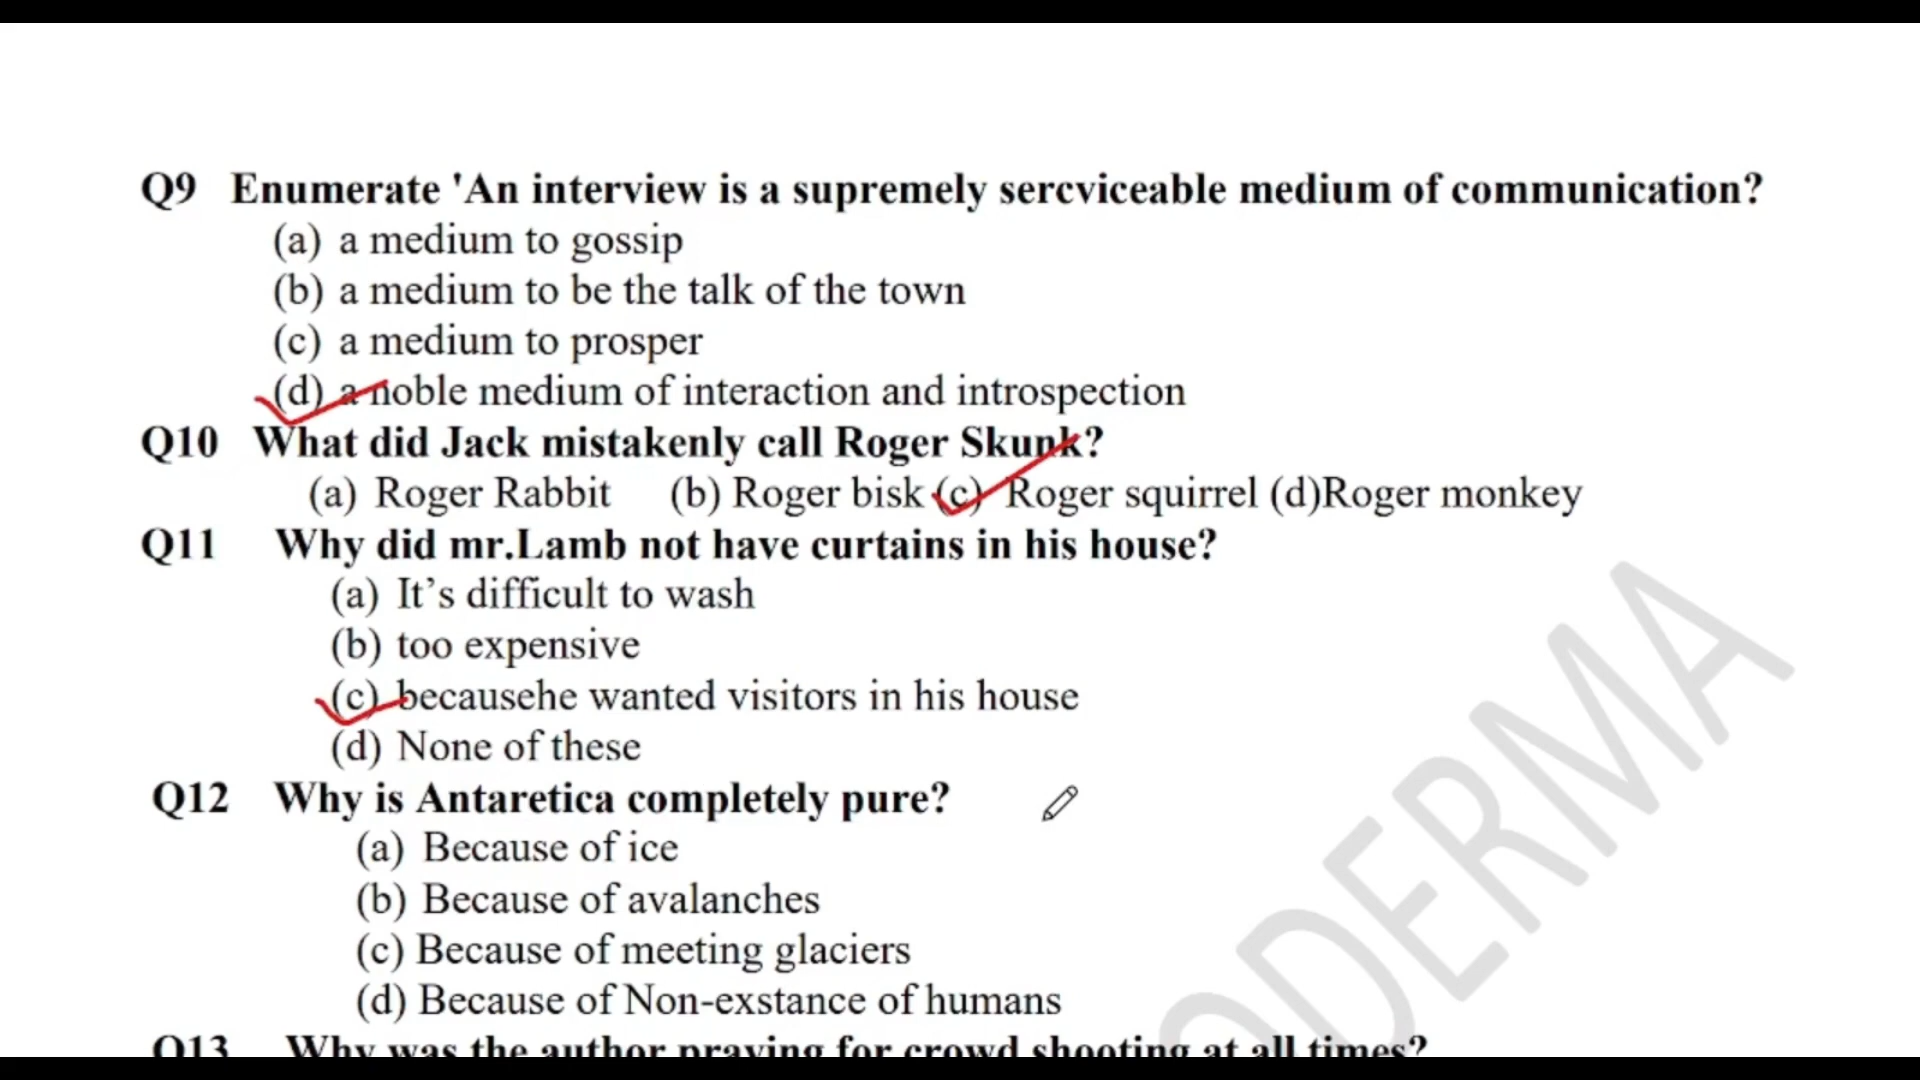 Q9 Enumerate 'An interview is a supremely sercviceable medium of communication?
(a) a medium to gossip
(b) a medium to be the talk of the town
(c) a medium to prosper
(d) a noble medium of interaction and introspection
Q10 What did Jack mistakenly call Roger Skunk?
(a) Roger Rabbit (b) Roger bisk (c) Roger squirrel (d)Roger monkey
Q11 Why did mr.Lamb not have curtains in his house?
(a) It’s difficult to wash
(b) too expensive
(c) becausehe wanted visitors in his house
(d) None of these
Q12 Why is Antaretica completely pure?
(a) Because of ice
(b) Because of avalanches
(c) Because of meeting glaciers
(d) Because of Non-exstance of humans
Q13 Why was the author praying for crowd shooting at all times?
ODERMA